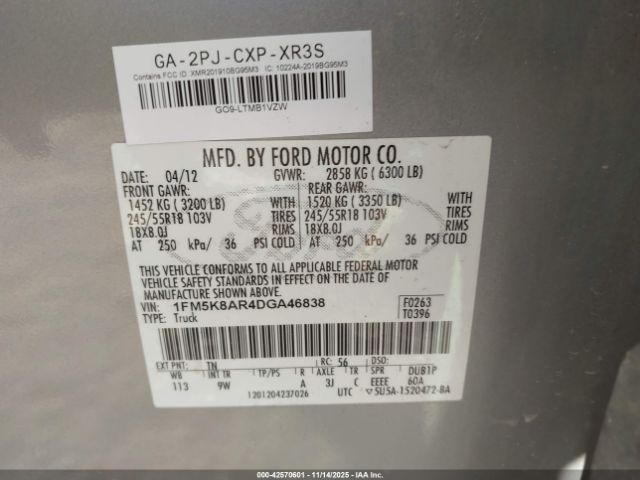 GA-2PJ-CXP-XR3S
Contains FCC ID: XMR201910BG95M3 IC: 10224A-2019BG95M3
GO9-LTMB1VZW
MFD. BY FORD MOTOR CO.
DATE: 04/12 GVWR: 2858 KG ( 6300 LB)
FRONT GAWR: REAR GAWR:
1452 KG ( 3200 LB) WITH 1520 KG ( 3350 LB) WITH
245/55R18 103V TIRES 245/55R18 103V TIRES
18X8.0J RIMS 18X8.0J RIMS
AT 250 kPa/ 36 PSI COLD AT 250 kPa/ 36 PSI COLD
THIS VEHICLE CONFORMS TO ALL APPLICABLE FEDERAL MOTOR
VEHICLE SAFETY STANDARDS IN EFFECT ON THE DATE OF
MANUFACTURE SHOWN ABOVE.
VIN: 1FM5K8AR4DGA46838 F0263
TYPE: Truck T0396
EXT PNT: TN RC: 56 DSO:
WB INT TR TP/PS R AXLE TR SPR DUB1P
113 9W A 3J C EEEE 60A
1201204237026 UTC 5U5A-1520472-BA
00-42570601 - 11/14/2025 - IAAI.COM